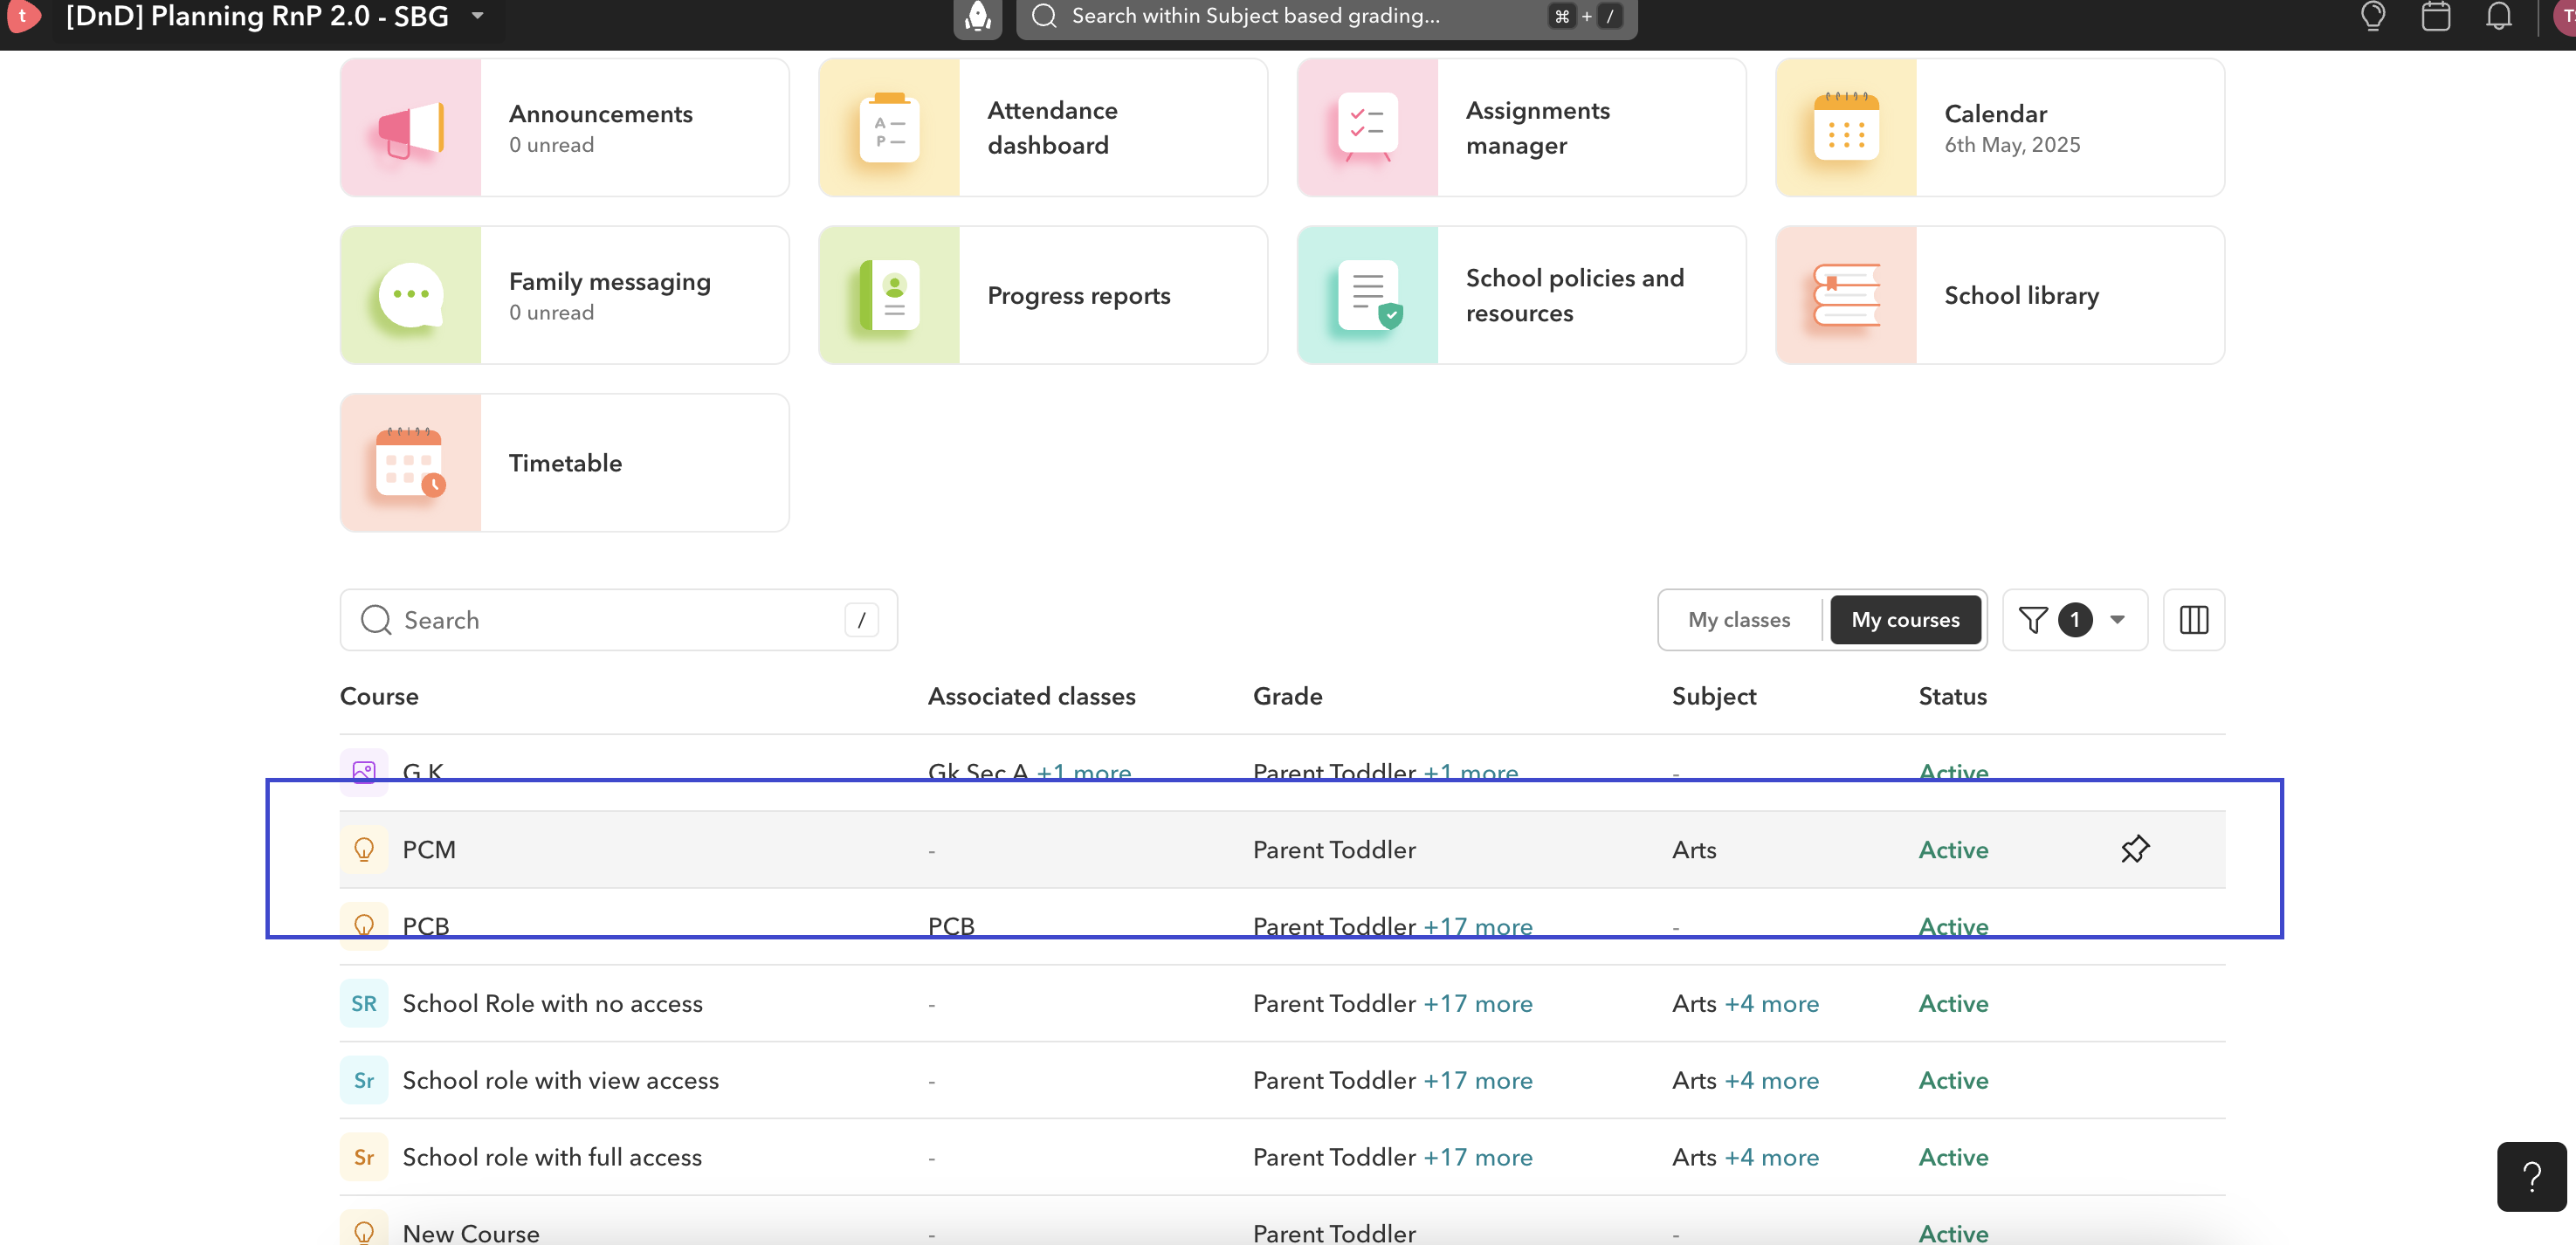 t [DnD] Planning RnP 2.0 - SBG Search within Subject based grading... ⌘ + / T
Announcements
0 unread
A
P
Attendance
dashboard
Assignments
manager
Calendar
6th May, 2025
Family messaging
0 unread
Progress reports
School policies and
resources
School library
Timetable
Search / My classes My courses 1
Course Associated classes Grade Subject Status
G.K Gk Sec A +1 more Parent Toddler +1 more - Active
PCM - Parent Toddler Arts Active
PCB PCB Parent Toddler +17 more - Active
SR School Role with no access - Parent Toddler +17 more Arts +4 more Active
Sr School role with view access - Parent Toddler +17 more Arts +4 more Active
Sr School role with full access - Parent Toddler +17 more Arts +4 more Active
New Course - Parent Toddler - Active
?